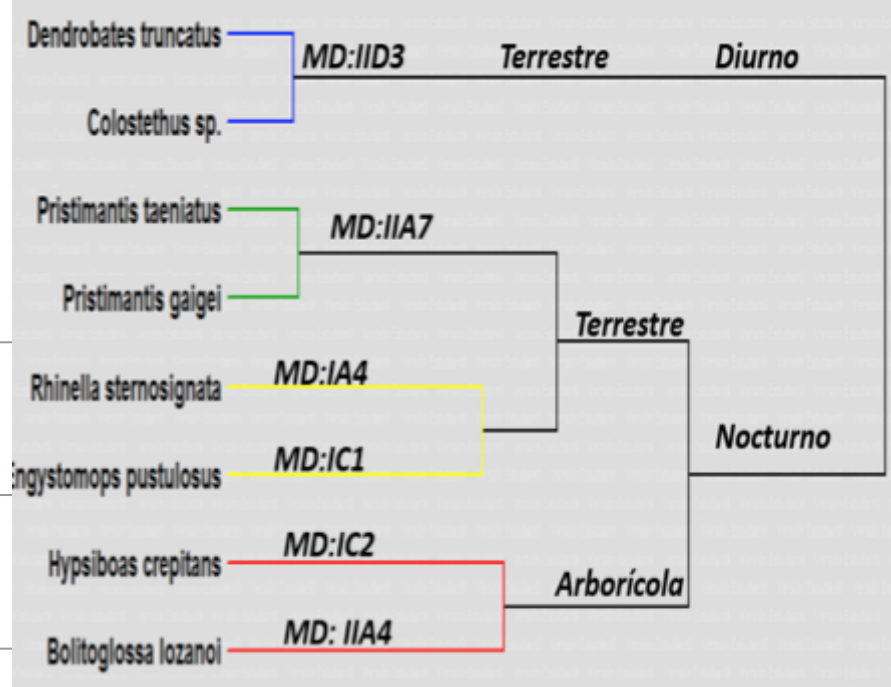 Dendrobates truncatus
MD:IID3 Terrestre Diurno
Colostethus sp.
Pristimantis taeniatus
MD:IIA7
Pristimantis gaigei
Terrestre
Rhinella sternosignata MD:IA4
Nocturno
Engystomops pustulosus MD:IC1
Hypsiboas crepitans MD:IC2
Arborícola
Bolitoglossa lozanoi MD: IIA4